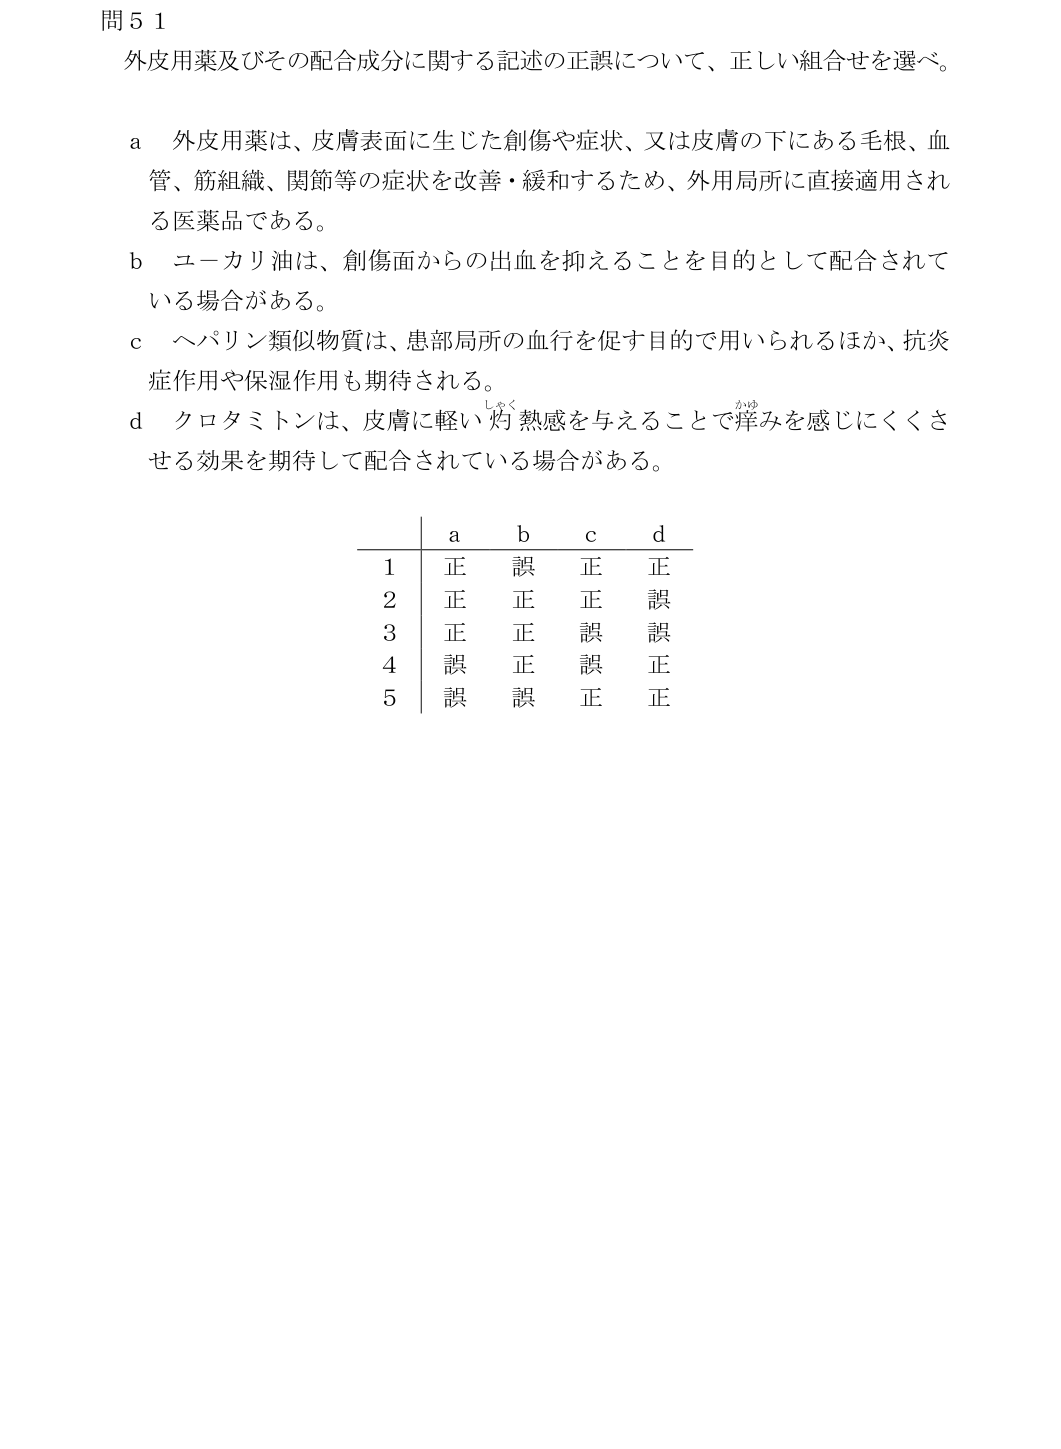 問５１
外皮用薬及びその配合成分に関する記述の正誤について、正しい組合せを選べ。
a　外皮用薬は、皮膚表面に生じた創傷や症状、又は皮膚の下にある毛根、血
管、筋組織、関節等の症状を改善・緩和するため、外用局所に直接適用され
る医薬品である。
b　ユーカリ油は、創傷面からの出血を抑えることを目的として配合されて
いる場合がある。
c　ヘパリン類似物質は、患部局所の血行を促す目的で用いられるほか、抗炎
症作用や保湿作用も期待される。
しゃく　かゆ
d　クロタミトンは、皮膚に軽い灼熱感を与えることで痒みを感じにくくさ
せる効果を期待して配合されている場合がある。
a b c d
1 正 誤 正 正
2 正 正 正 誤
3 正 正 誤 誤
4 誤 正 誤 正
5 誤 誤 正 正